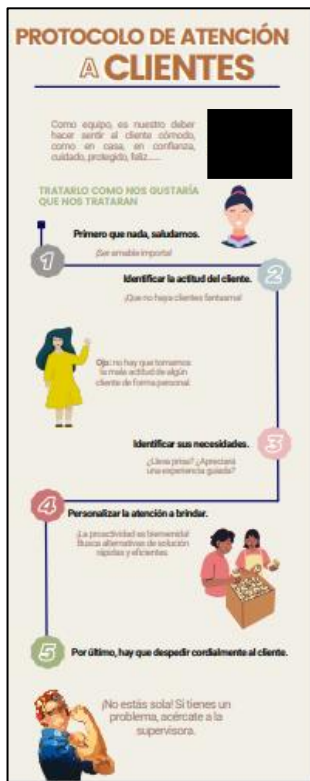 PROTOCOLO DE ATENCIÓN
A CLIENTES
Como equipo, es nuestro deber
hacer sentir al cliente cómodo,
como en casa, en confianza,
cuidado, protegido, feliz......
TRATARLO COMO NOS GUSTARÍA
QUE NOS TRATARAN
Primero que nada, saludamos.
1
¡Ser amable importa!
Identificar la actitud del cliente.
2
¡Que no haya clientes fantasma!
Ojo: no hay que tomarnos
la mala actitud de algún
cliente de forma personal.
Identificar sus necesidades.
3
¿Lleva prisa? ¿Apreciará
una experiencia guiada?
4
Personalizar la atención a brindar.
¡La proactividad es bienvenida!
Busca alternativas de solución
rápidas y eficientes.
5
Por último, hay que despedir cordialmente al cliente.
¡No estás sola! Si tienes un
problema, acércate a la
supervisora.